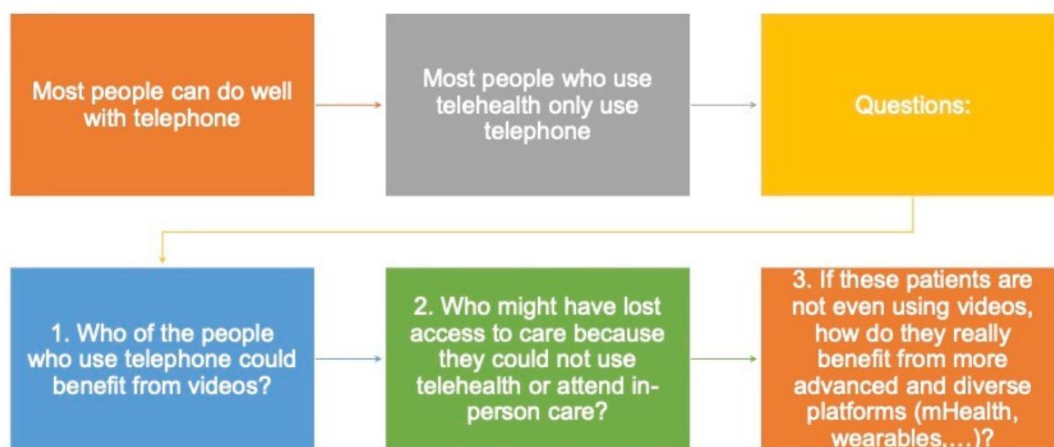 Most people can do well
with telephone
Most people who use
telehealth only use
telephone
Questions:
1. Who of the people
who use telephone could
benefit from videos?
2. Who might have lost
access to care because
they could not use
telehealth or attend in-
person care?
3. If these patients are
not even using videos,
how do they really
benefit from more
advanced and diverse
platforms (mHealth,
wearables,...)?